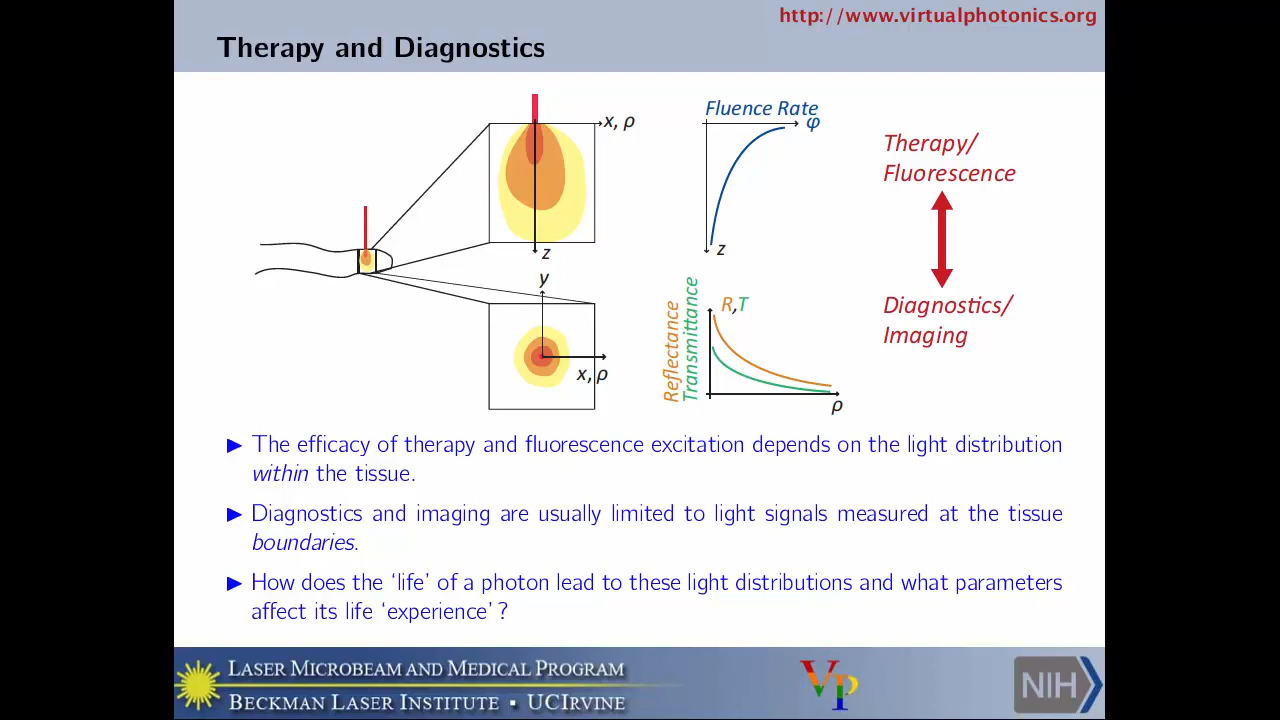 http://www.virtualphotonics.org
Therapy and Diagnostics
x, ρ
z
y
x, ρ
Fluence Rate
φ
z
Reflectance
Transmittance
R,T
ρ
Therapy/
Fluorescence
Diagnostics/
Imaging
▶ The efficacy of therapy and fluorescence excitation depends on the light distribution
within the tissue.
▶ Diagnostics and imaging are usually limited to light signals measured at the tissue
boundaries.
▶ How does the ‘life’ of a photon lead to these light distributions and what parameters
affect its life ‘experience’?
LASER MICROBEAM AND MEDICAL PROGRAM
BECKMAN LASER INSTITUTE ▪ UCIRVINE
VP
NIH